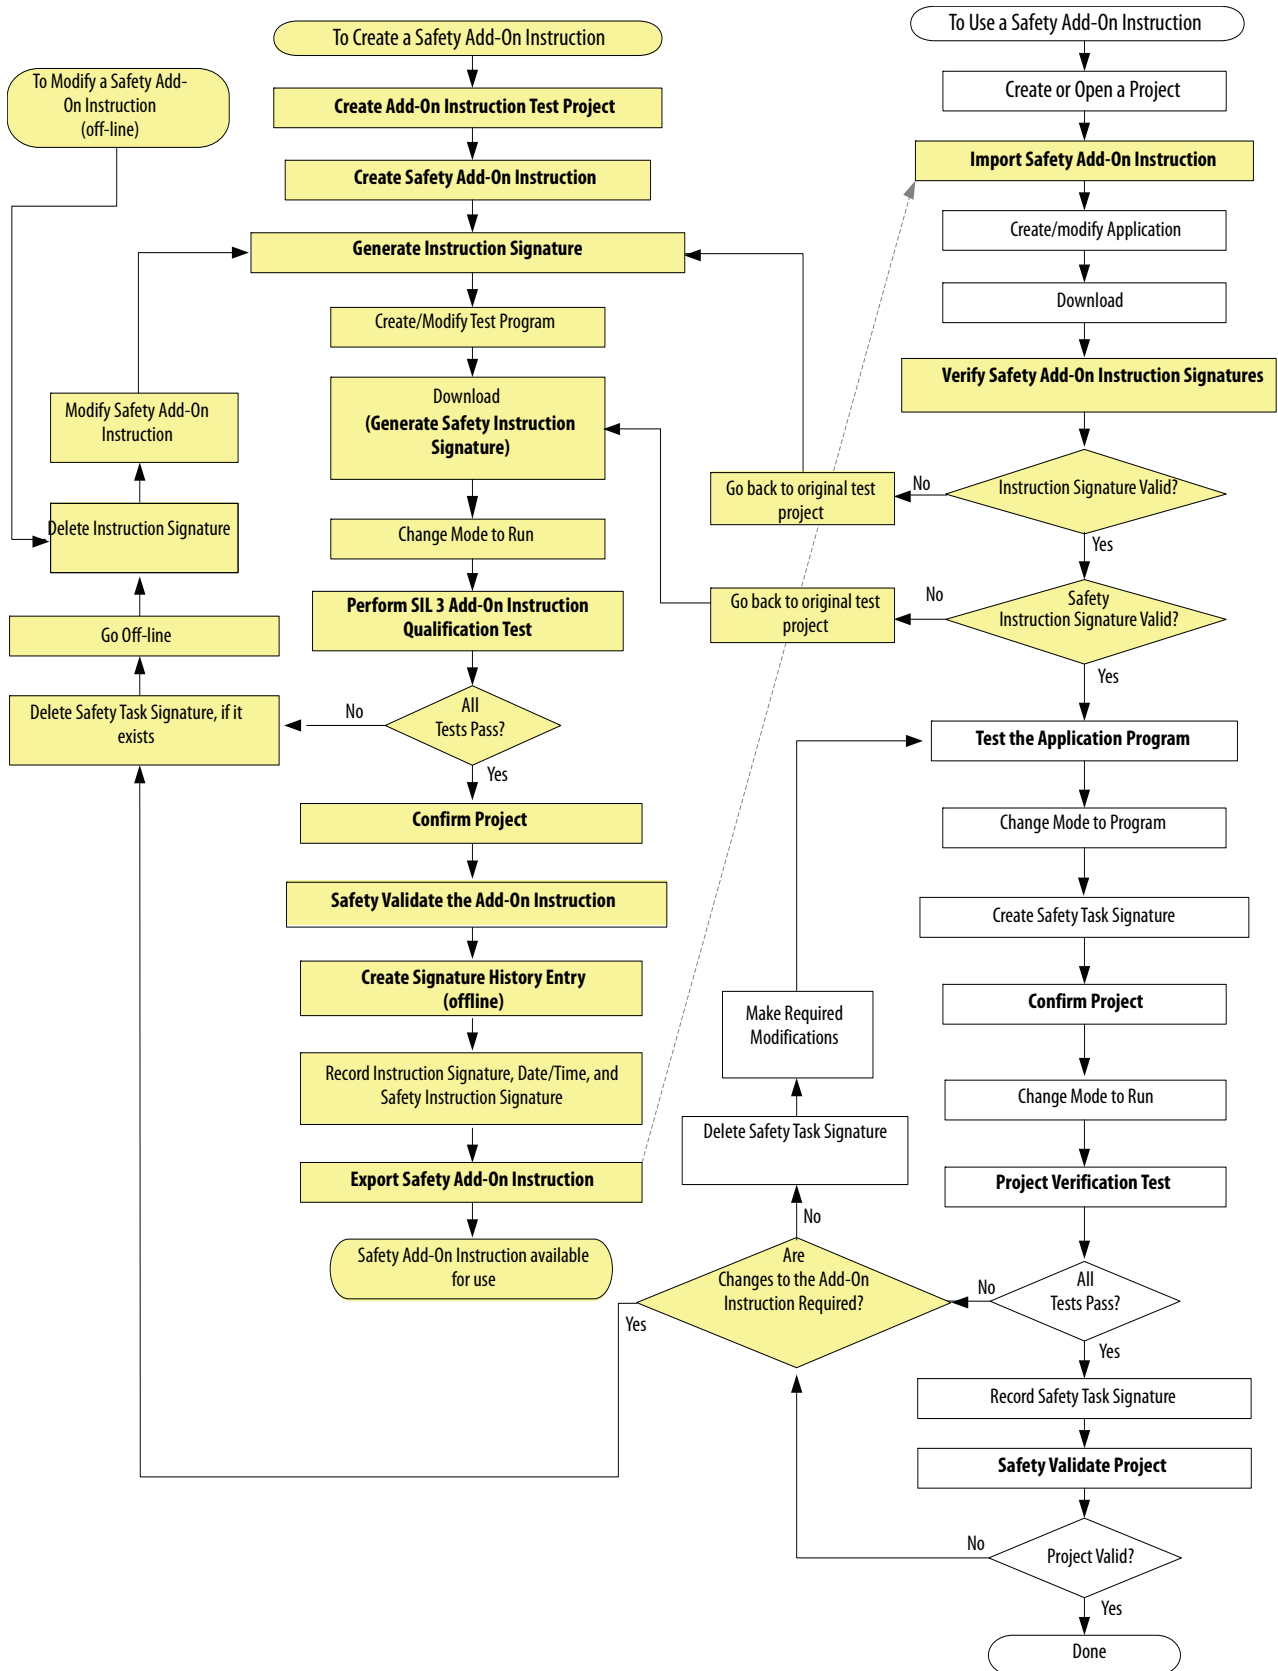 To Modify a Safety Add-
On Instruction
(off-line)
Modify Safety Add-On
Instruction
Delete Instruction Signature
Go Off-line
Delete Safety Task Signature, if it
exists
To Create a Safety Add-On Instruction
Create Add-On Instruction Test Project
Create Safety Add-On Instruction
Generate Instruction Signature
Create/Modify Test Program
Download
(Generate Safety Instruction
Signature)
Change Mode to Run
Perform SIL 3 Add-On Instruction
Qualification Test
All
Tests Pass?
No
Yes
Confirm Project
Safety Validate the Add-On Instruction
Create Signature History Entry
(offline)
Record Instruction Signature, Date/Time, and
Safety Instruction Signature
Export Safety Add-On Instruction
Safety Add-On Instruction available
for use
To Use a Safety Add-On Instruction
Create or Open a Project
Import Safety Add-On Instruction
Create/modify Application
Download
Verify Safety Add-On Instruction Signatures
Instruction Signature Valid?
No
Go back to original test
project
Yes
Safety
Instruction Signature Valid?
No
Go back to original test
project
Yes
Test the Application Program
Change Mode to Program
Create Safety Task Signature
Confirm Project
Change Mode to Run
Project Verification Test
All
Tests Pass?
No
Are
Changes to the Add-On
Instruction Required?
Yes
No
Delete Safety Task Signature
Make Required
Modifications
Yes
Record Safety Task Signature
Safety Validate Project
Project Valid?
No
Yes
Done